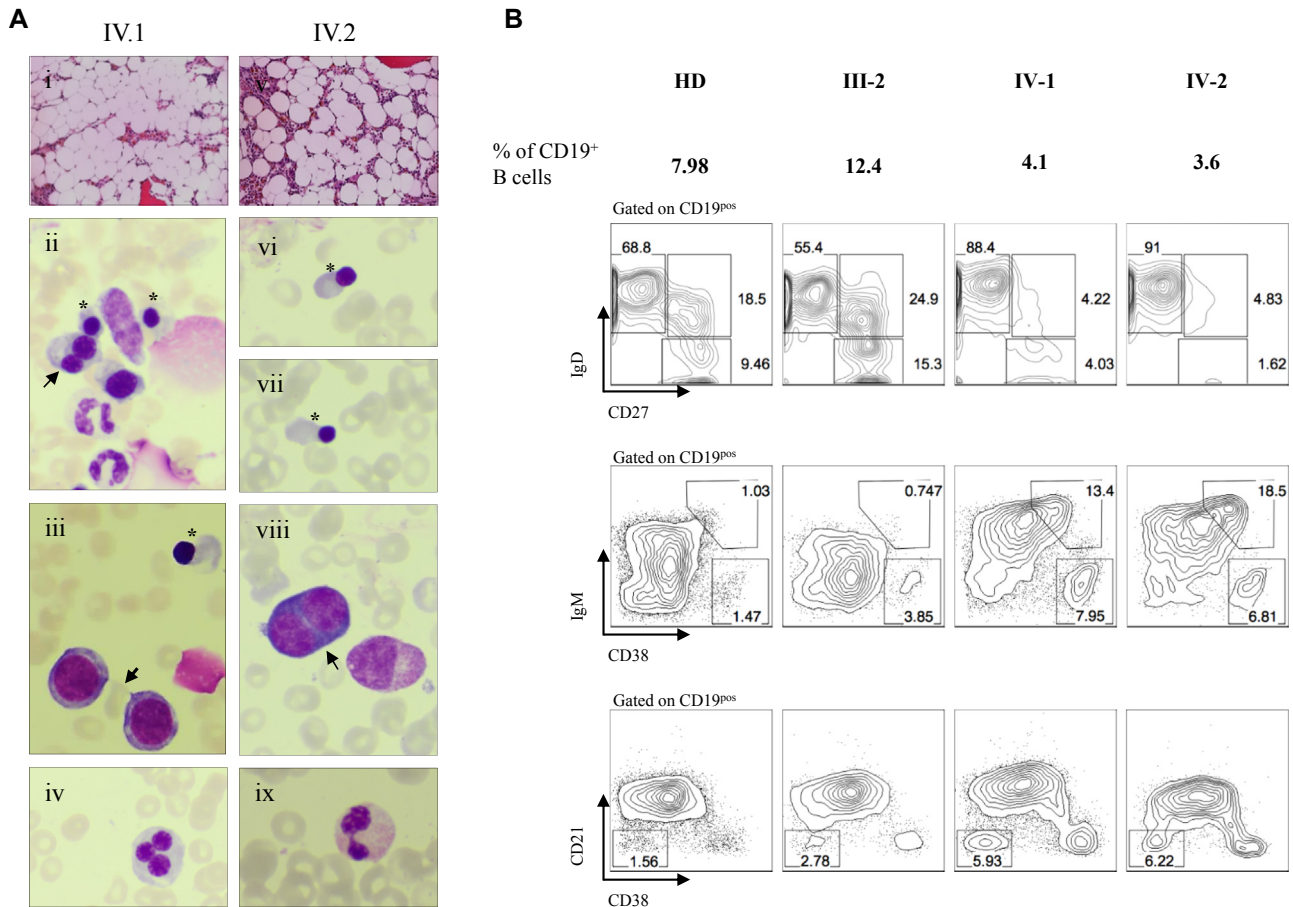 A
IV.1 IV.2
i
v
ii
* *
vi
*
vii
*
iii
*
viii
iv
ix
B
HD III-2 IV-1 IV-2
% of CD19+ B cells
7.98 12.4 4.1 3.6
Gated on CD19pos
68.8 55.4 88.4 91
18.5 24.9 4.22 4.83
9.46 15.3 4.03 1.62
IgD
CD27
Gated on CD19pos
1.03 0.747 13.4 18.5
1.47 3.85 7.95 6.81
IgM
CD38
Gated on CD19pos
1.56 2.78 5.93 6.22
CD21
CD38